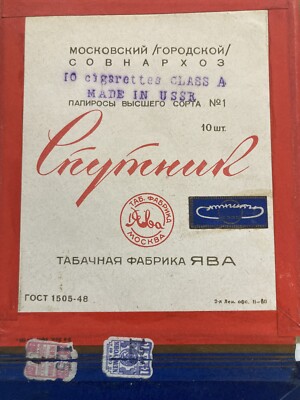 МОСКОВСКИЙ /ГОРОДСКОЙ/
СОВНАРХОЗ
10 cigarettes CLASS A
MADE IN USSR
ПАПИРОСЫ ВЫСШЕГО СОРТА №1
10 шт.
Спутник
ТАБ. ФАБРИКА
Ява
МОСКВА
ТАБАЧНАЯ ФАБРИКА ЯВА
ГОСТ 1505-48